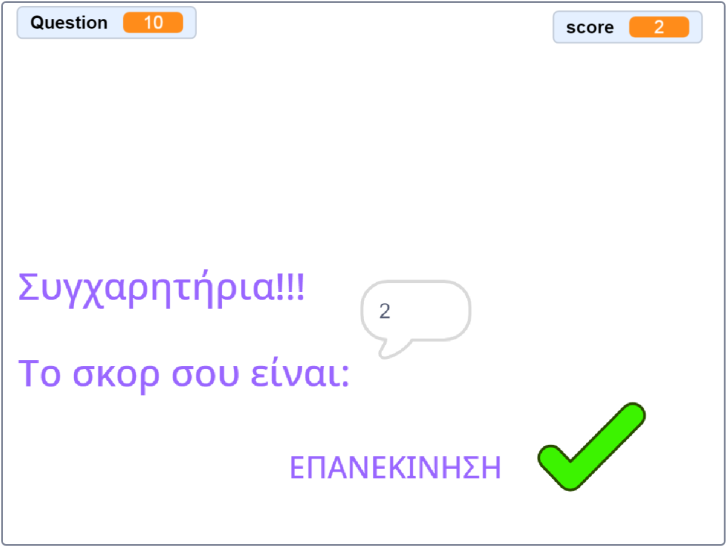 Question 10
score 2
Συγχαρητήρια!!!
2
Το σκορ σου είναι:
ΕΠΑΝΕΚΙΝΗΣΗ